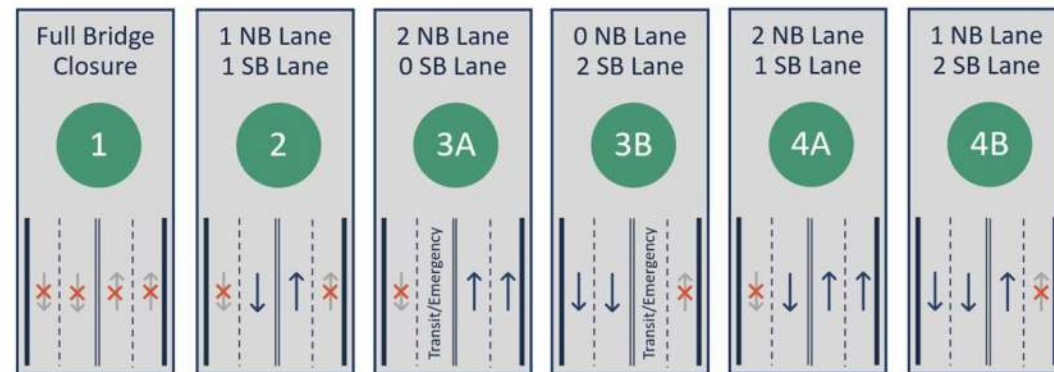 Full Bridge
Closure
1
1 NB Lane
1 SB Lane
2
2 NB Lane
0 SB Lane
3A
Transit/Emergency
0 NB Lane
2 SB Lane
3B
Transit/Emergency
2 NB Lane
1 SB Lane
4A
1 NB Lane
2 SB Lane
4B